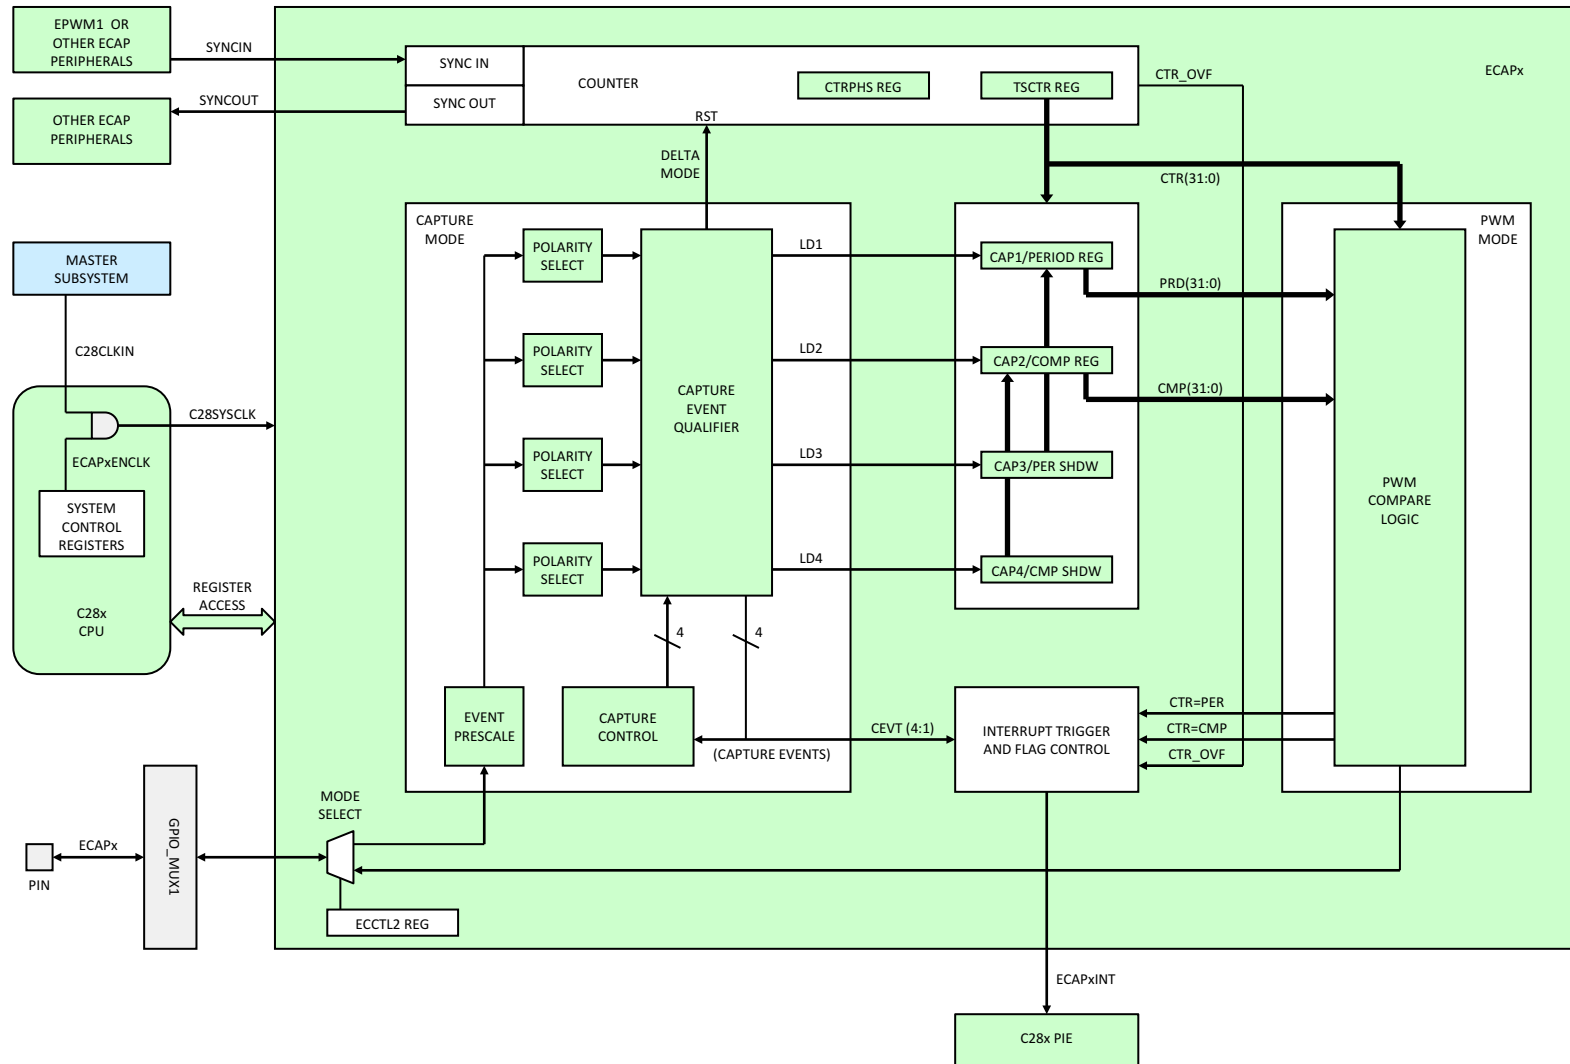 EPWM1 OR
OTHER ECAP
PERIPHERALS
SYNCIN
SYNC IN
COUNTER
CTRPHS REG
TSCTR REG
CTR_OVF
ECAPx
SYNCOUT
SYNC OUT
OTHER ECAP
PERIPHERALS
RST
DELTA
MODE
CTR(31:0)
CAPTURE
MODE
PWM
MODE
MASTER
SUBSYSTEM
POLARITY
SELECT
LD1
CAP1/PERIOD REG
PRD(31:0)
C28CLKIN
POLARITY
SELECT
LD2
CAP2/COMP REG
CMP(31:0)
CAPTURE
EVENT
QUALIFIER
C28SYSCLK
ECAPxENCLK
POLARITY
SELECT
LD3
CAP3/PER SHDW
PWM
COMPARE
LOGIC
SYSTEM
CONTROL
REGISTERS
POLARITY
SELECT
LD4
CAP4/CMP SHDW
REGISTER
ACCESS
C28x
CPU
4
4
EVENT
PRESCALE
CAPTURE
CONTROL
CEVT (4:1)
(CAPTURE EVENTS)
INTERRUPT TRIGGER
AND FLAG CONTROL
CTR=PER
CTR=CMP
CTR_OVF
MODE
SELECT
GPIO_MUX1
ECAPx
PIN
ECCTL2 REG
ECAPxINT
C28x PIE